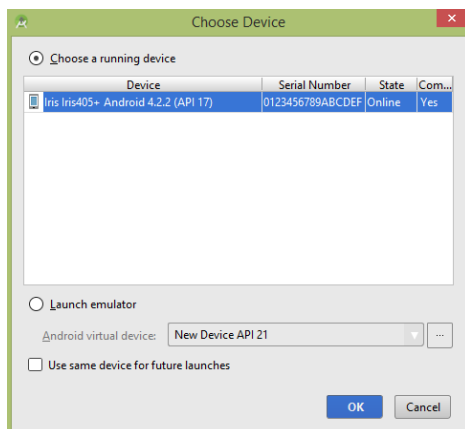 Choose Device
Choose a running device
Device Serial Number State Com...
Iris Iris405+ Android 4.2.2 (API 17) 0123456789ABCDEF Online Yes
Launch emulator
Android virtual device: New Device API 21 ...
Use same device for future launches
OK Cancel